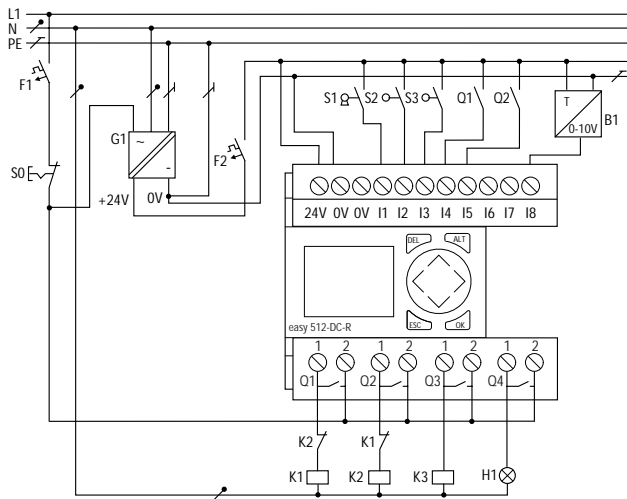 L1
N
PE
F1
S1 S2 S3 Q1 Q2
T
B1
0-10V
G1 ~
-
F2
S0
+24V 0V
24V 0V 0V I1 I2 I3 I4 I5 I6 I7 I8
DEL ALT
ESC OK
easy 512-DC-R
1 2 1 2 1 2 1 2
Q1 Q2 Q3 Q4
K2 K1
K1 K2 K3 H1